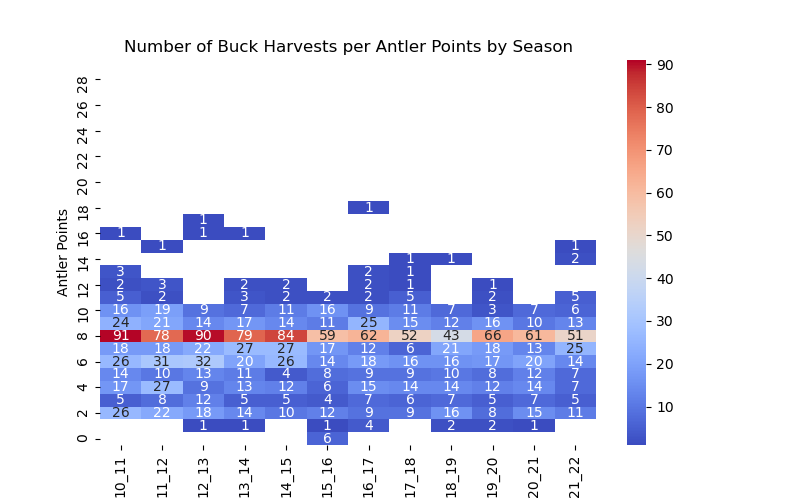 Number of Buck Harvests per Antler Points by Season
Antler Points
28
26
24
22
20
18 1
1
16 1 1 1
1 1
14 1 1 2
3 2 1
12 2 3 2 2 2 1 1
5 2 3 2 2 2 5 2 5
10 16 19 9 7 11 16 9 11 7 3 7 6
24 21 14 17 14 11 25 15 12 16 10 13
8 91 78 90 79 84 59 62 52 43 66 61 51
18 18 22 27 27 17 12 6 21 18 13 25
6 26 31 32 20 26 14 18 16 16 17 20 14
14 10 13 11 4 8 9 9 10 8 12 7
4 17 27 9 13 12 6 15 14 14 12 14 7
5 8 12 5 5 4 7 6 7 5 7 5
2 26 22 18 14 10 12 9 9 16 8 15 11
1 1 1 4 2 2 1
0 6
10_11 11_12 12_13 13_14 14_15 15_16 16_17 17_18 18_19 19_20 20_21 21_22
90
80
70
60
50
40
30
20
10